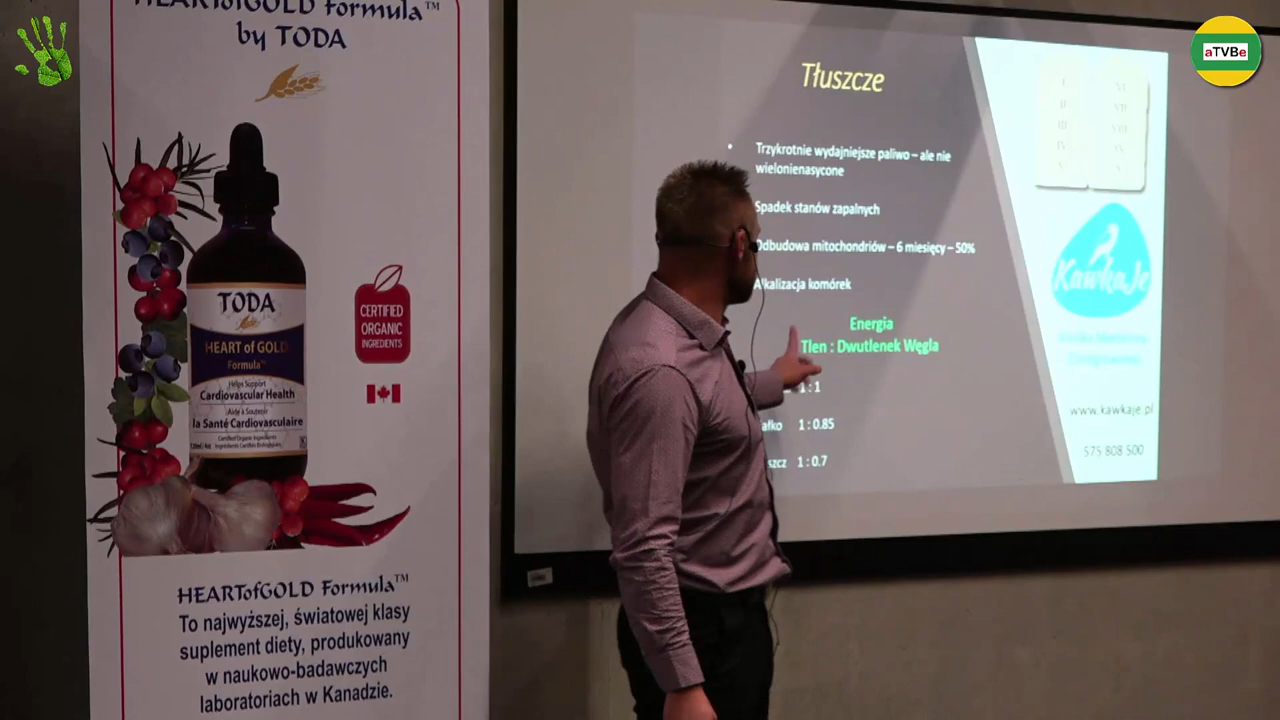 HEARTofGOLD Formula™
by TODA
TODA
HEART of GOLD
Formula™
Helps Support
Cardiovascular Health
Aide à Soutenir
la Santé Cardiovasculaire
Certified Organic Ingredients
CERTIFIED
ORGANIC
INGREDIENTS
HEARTofGOLD Formula™
To najwyższej, światowej klasy
suplement diety, produkowany
w naukowo-badawczych
laboratoriach w Kanadzie.
Tłuszcze
Trzykrotnie wydajniejsze paliwo – ale nie
wielonienasycone
Spadek stanów zapalnych
Odbudowa mitochondriów – 6 miesięcy – 50%
Alkalizacja komórek
Energia
Tlen : Dwutlenek Węgla
1 : 1
1 : 0.85
1 : 0.7
KawkaJe
www.kawkaje.pl
575 808 500
aTVBe